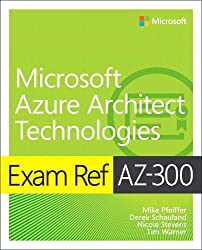 Microsoft
Microsoft
Azure Architect
Technologies
Exam Ref AZ-300
Mike Pfeiffer
Derek Schauland
Nicole Stevens
Tim Warner